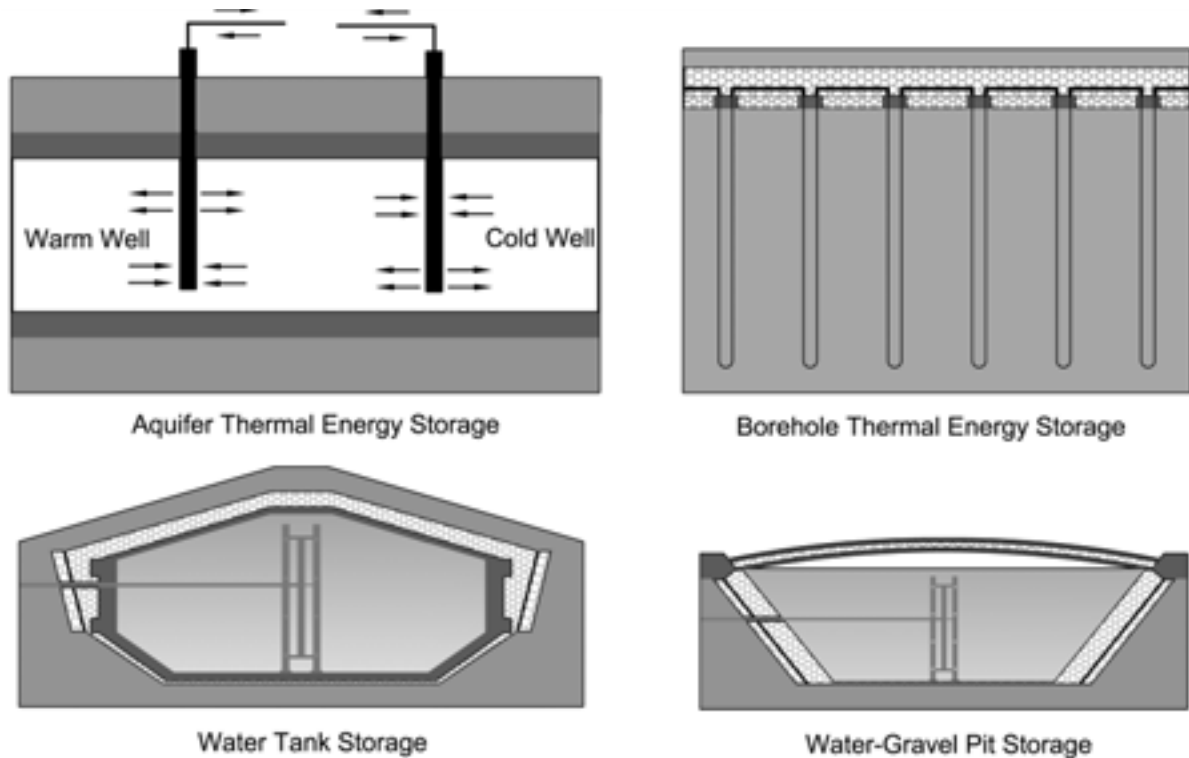 Warm Well
Cold Well
Aquifer Thermal Energy Storage
Borehole Thermal Energy Storage
Water Tank Storage
Water-Gravel Pit Storage